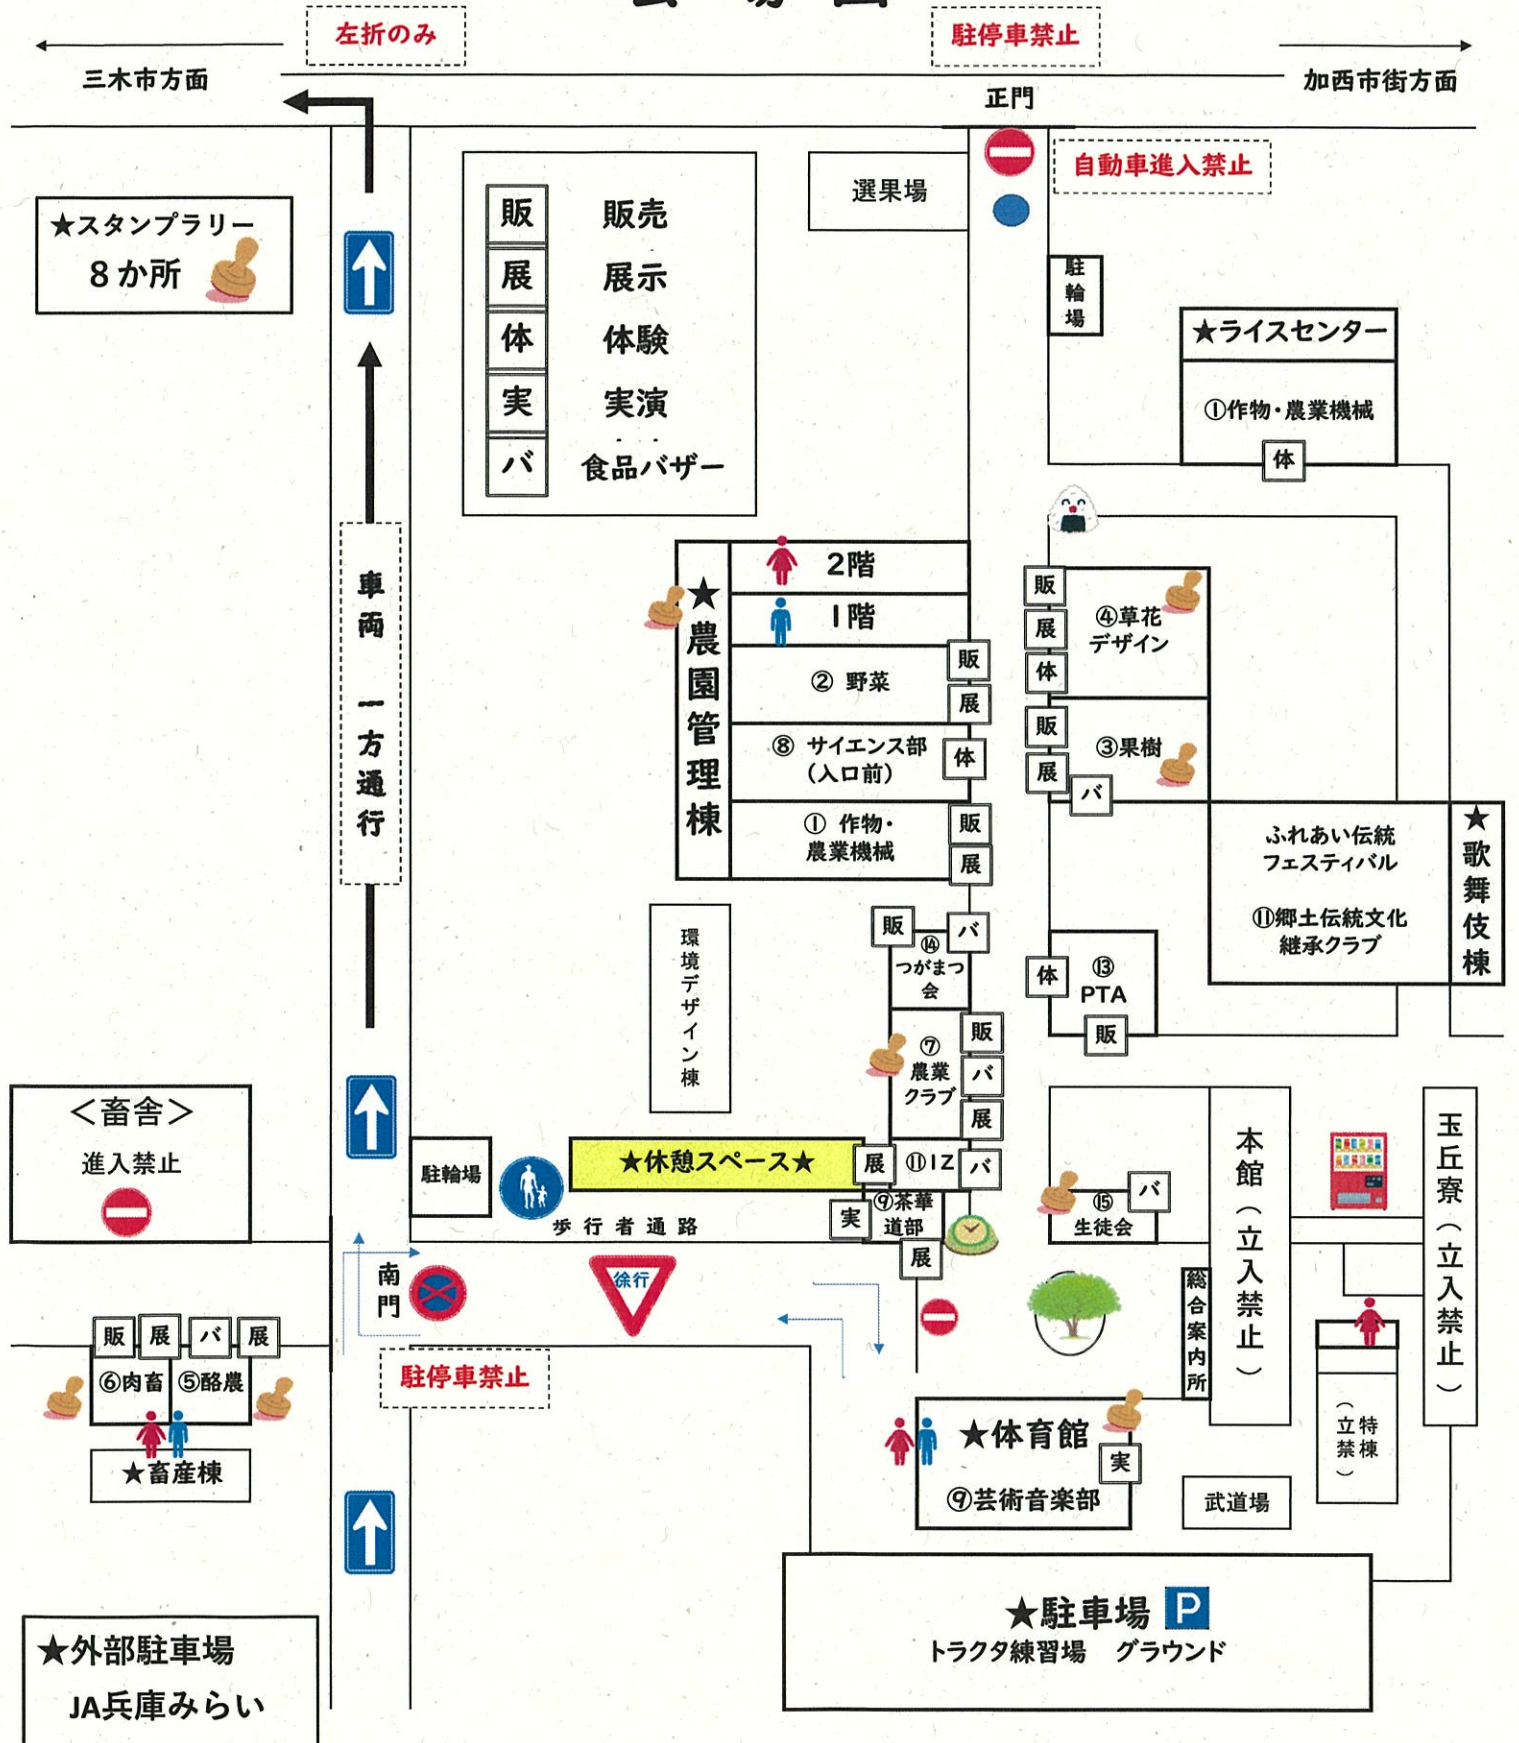 会場図
左折のみ
駐停車禁止
三木市方面
加西市街方面
正門
自動車進入禁止
選果場
★スタンプラリー
8か所
販 販売
展 展示
体 体験
実 実演
バ 食品バザー
駐輪場
★ライスセンター
①作物・農業機械
体
車両 一方通行
★農園管理棟
2階
1階
② 野菜
販
展
⑧ サイエンス部
(入口前)
体
① 作物・
農業機械
販
展
販
展
体
④草花
デザイン
販
展
③果樹
バ
ふれあい伝統
フェスティバル
⑪郷土伝統文化
継承クラブ
★歌舞伎棟
環境デザイン棟
販
バ
⑭
つがまつ
会
体
⑬
PTA
販
⑦
農業
クラブ
販
バ
展
<畜舎>
進入禁止
駐輪場
★休憩スペース★
展
⑪IZ
バ
歩行者通路
実
⑨茶華
道部
展
バ
⑮
生徒会
本館(立入禁止)
玉丘寮(立入禁止)
総合案内所
南門
徐行
駐停車禁止
販
展
バ
展
⑥肉畜
⑤酪農
★畜産棟
★体育館
実
⑨芸術音楽部
武道場
特棟
(立禁)
★駐車場 P
トラクタ練習場 グラウンド
★外部駐車場
JA兵庫みらい